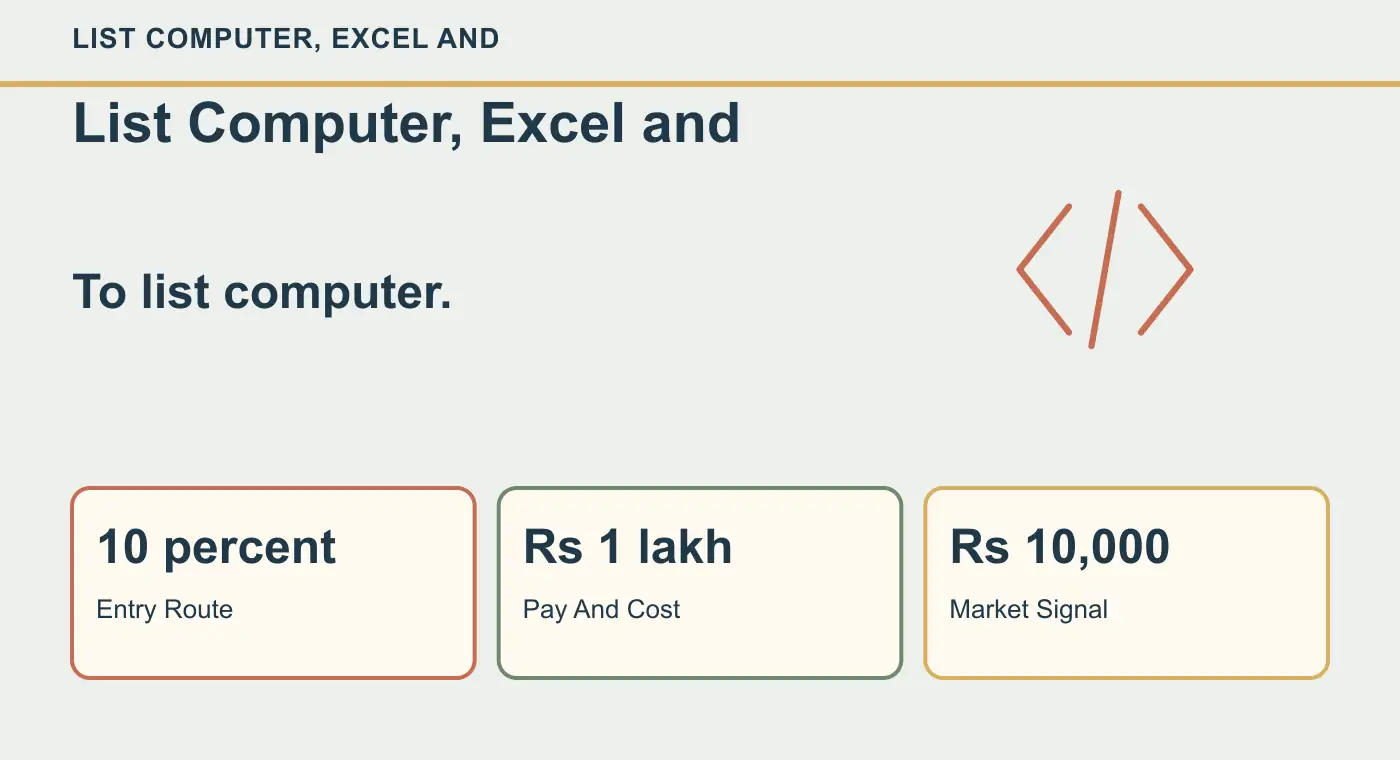 LIST COMPUTER, EXCEL AND
List Computer, Excel and
To list computer.
10 percent
Entry Route
Rs 1 lakh
Pay And Cost
Rs 10,000
Market Signal